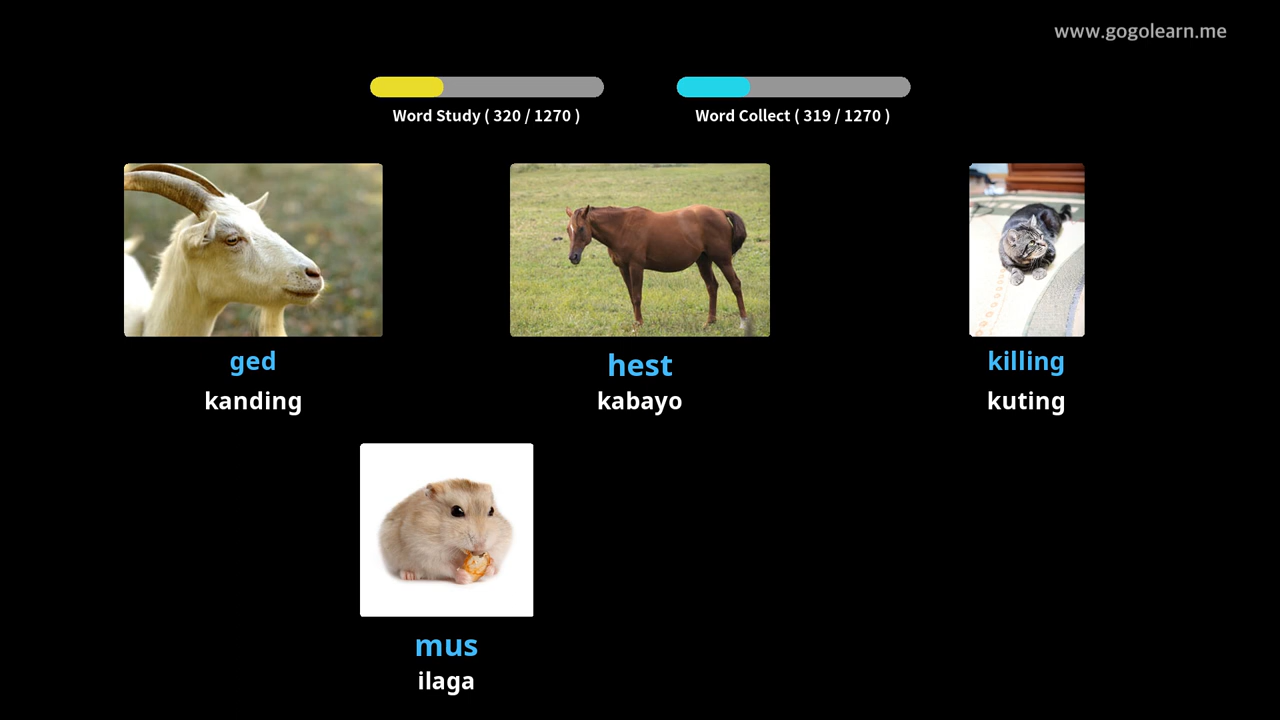 www.gogolearn.me
Word Study ( 320 / 1270 )
Word Collect ( 319 / 1270 )
ged
kanding
hest
kabayo
killing
kuting
mus
ilaga